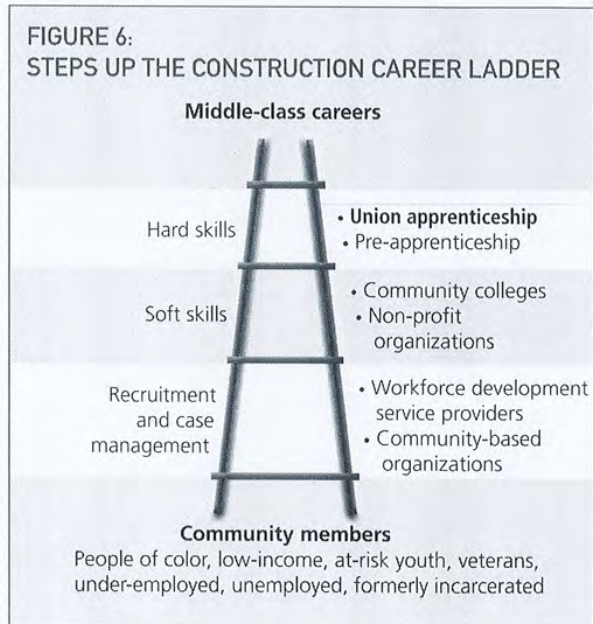 FIGURE 6:
STEPS UP THE CONSTRUCTION CAREER LADDER
Middle-class careers
Hard skills
• Union apprenticeship
• Pre-apprenticeship
Soft skills
• Community colleges
• Non-profit
organizations
Recruitment
and case
management
• Workforce development
service providers
• Community-based
organizations
Community members
People of color, low-income, at-risk youth, veterans,
under-employed, unemployed, formerly incarcerated